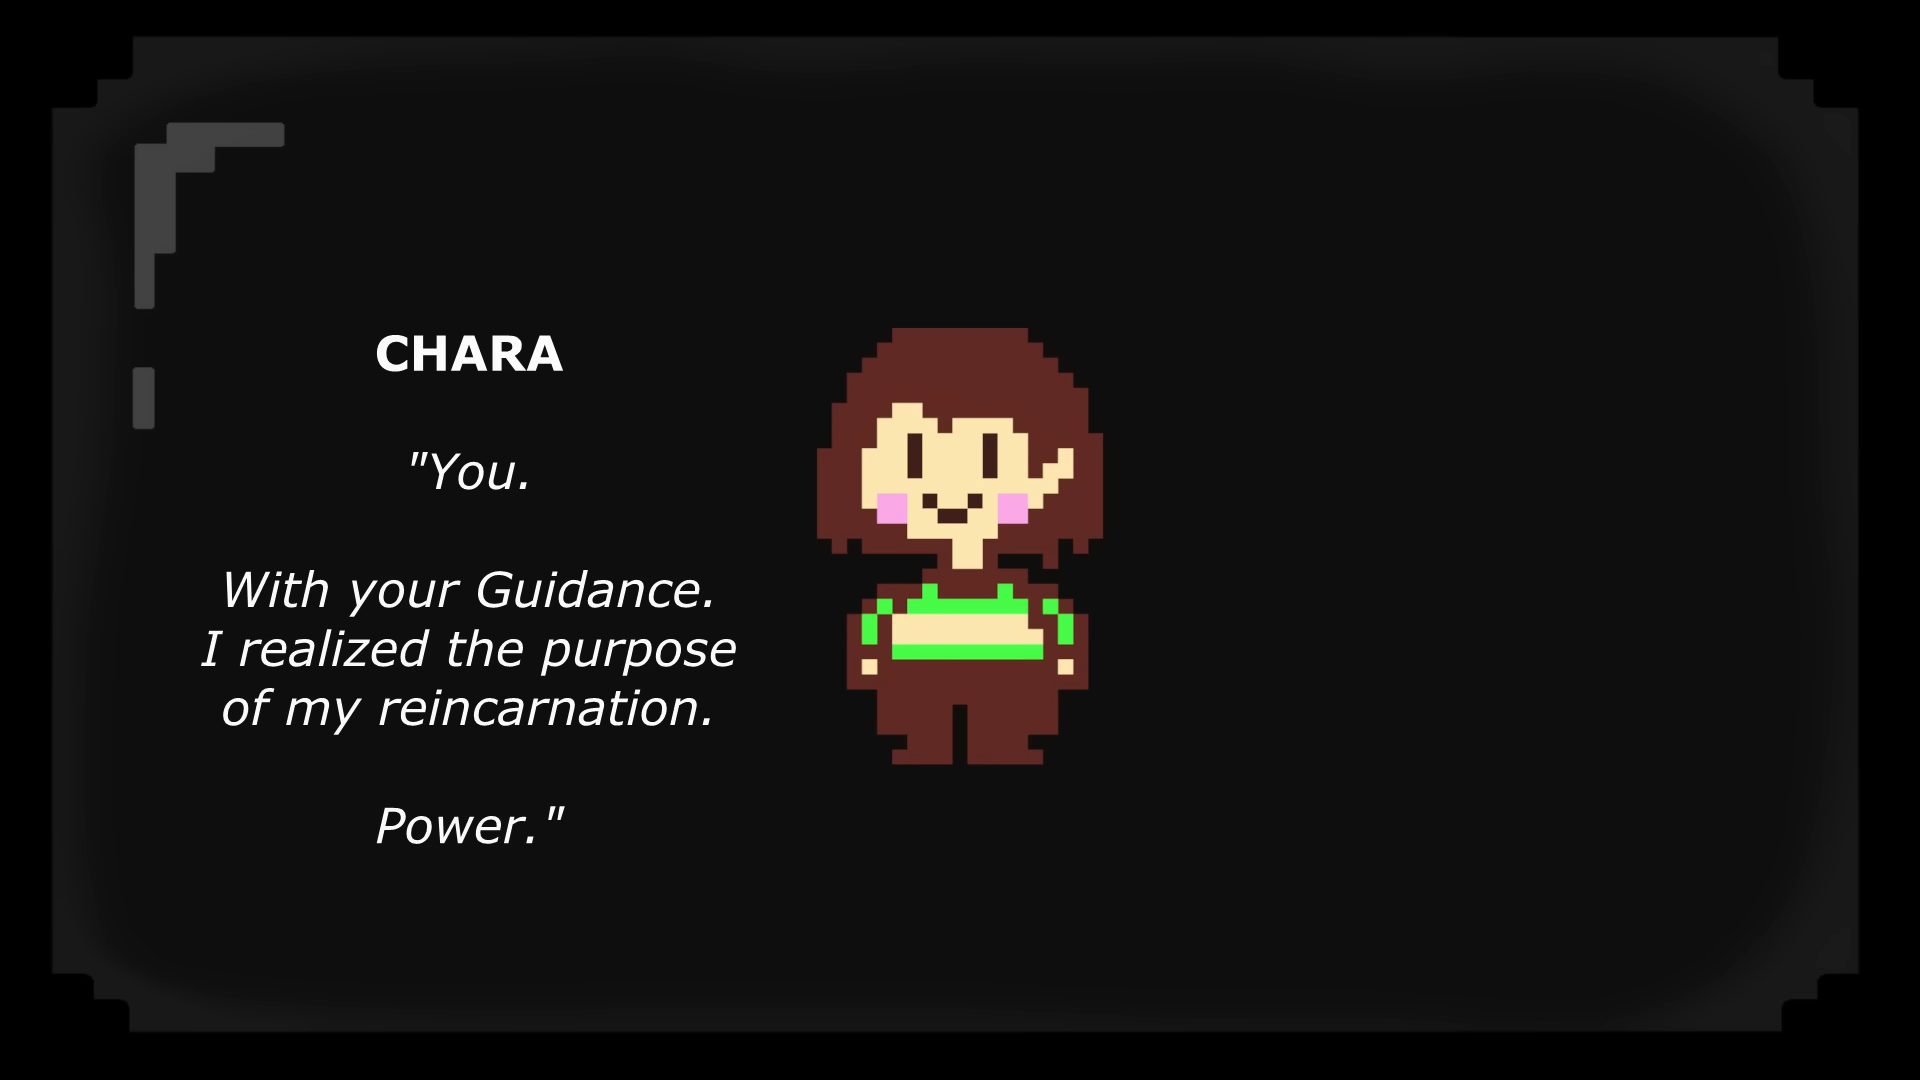 CHARA
"You.
With your Guidance.
I realized the purpose
of my reincarnation.
Power."